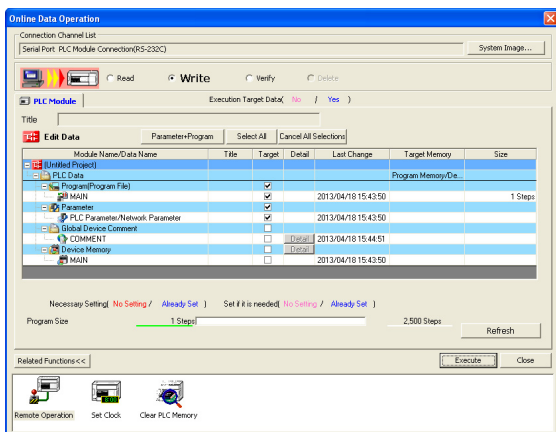 Online Data Operation
Connection Channel List
Serial Port PLC Module Connection(RS-232C)
System Image...
Read Write Verify Delete
PLC Module Execution Target Data( No / Yes )
Title
Edit Data Parameter+Program Select All Cancel All Selections
Module Name/Data Name Title Target Detail Last Change Target Memory Size
(Untitled Project)
PLC Data Program Memory/De...
Program(Program File)
MAIN 2013/04/18 15:43:50 1 Steps
Parameter
PLC Parameter/Network Parameter 2013/04/18 15:43:50
Global Device Comment
COMMENT Detail 2013/04/18 15:44:51
Device Memory Detail
MAIN 2013/04/18 15:43:50
Necessary Setting( No Setting / Already Set ) Set if it is needed( No Setting / Already Set )
Program Size 1 Steps 2,500 Steps
Refresh
Related Functions<< Execute Close
Remote Operation Set Clock Clear PLC Memory